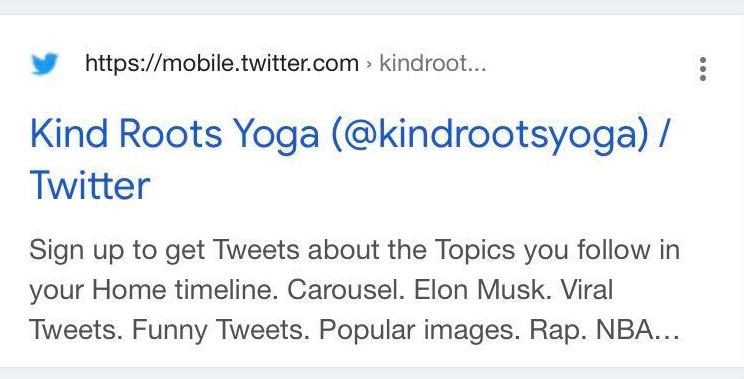 https://mobile.twitter.com › kindroot...
Kind Roots Yoga (@kindrootsyoga) /
Twitter
Sign up to get Tweets about the Topics you follow in
your Home timeline. Carousel. Elon Musk. Viral
Tweets. Funny Tweets. Popular images. Rap. NBA...